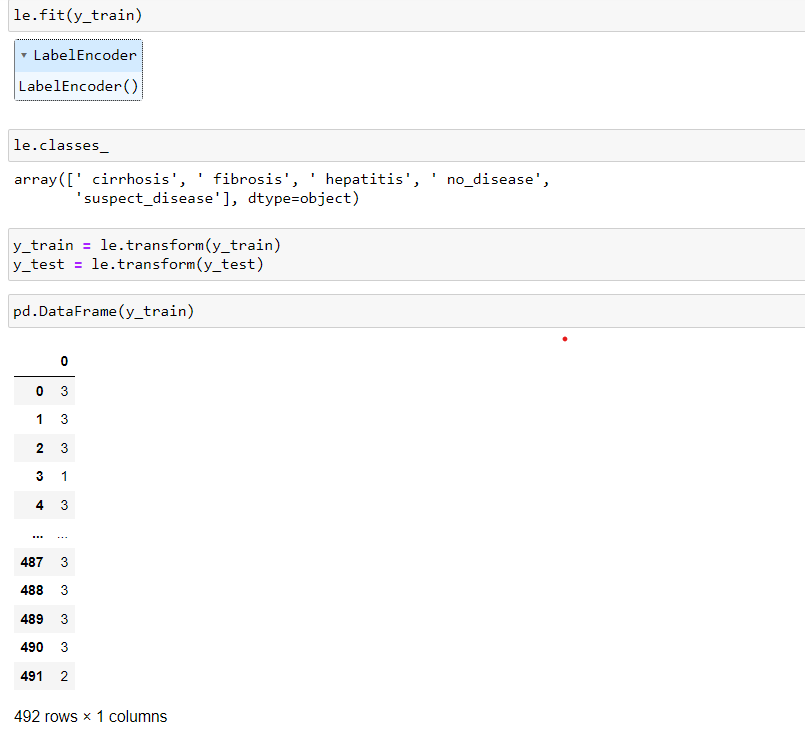 le.fit(y_train)
▾ LabelEncoder
LabelEncoder()
le.classes_
array([' cirrhosis', ' fibrosis', ' hepatitis', ' no_disease',
       'suspect_disease'], dtype=object)
y_train = le.transform(y_train)
y_test = le.transform(y_test)
pd.DataFrame(y_train)
0
0 3
1 3
2 3
3 1
4 3
... ...
487 3
488 3
489 3
490 3
491 2
492 rows × 1 columns